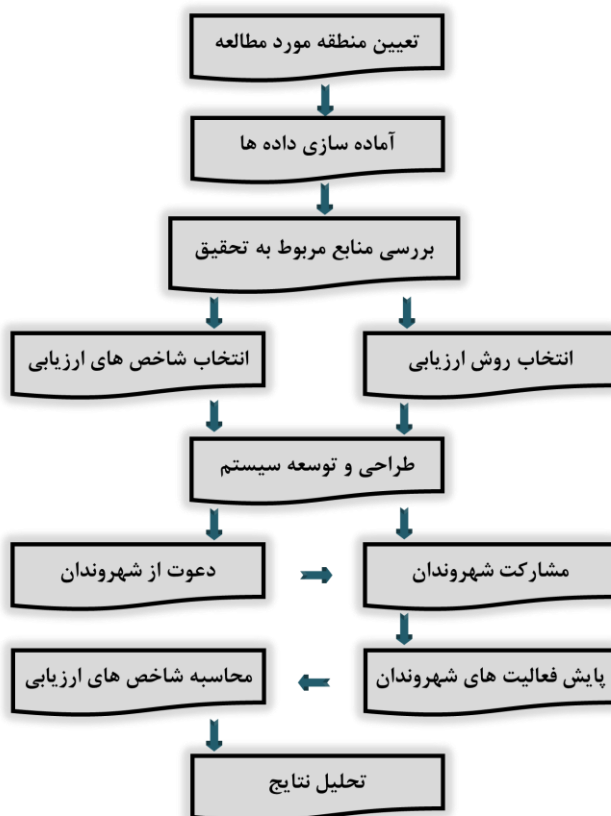 تعیین منطقه مورد مطالعه
آماده سازی داده ها
بررسی منابع مربوط به تحقیق
انتخاب روش ارزیابی
انتخاب شاخص های ارزیابی
طراحی و توسعه سیستم
مشارکت شهروندان
دعوت از شهروندان
پایش فعالیت های شهروندان
محاسبه شاخص های ارزیابی
تحلیل نتایج